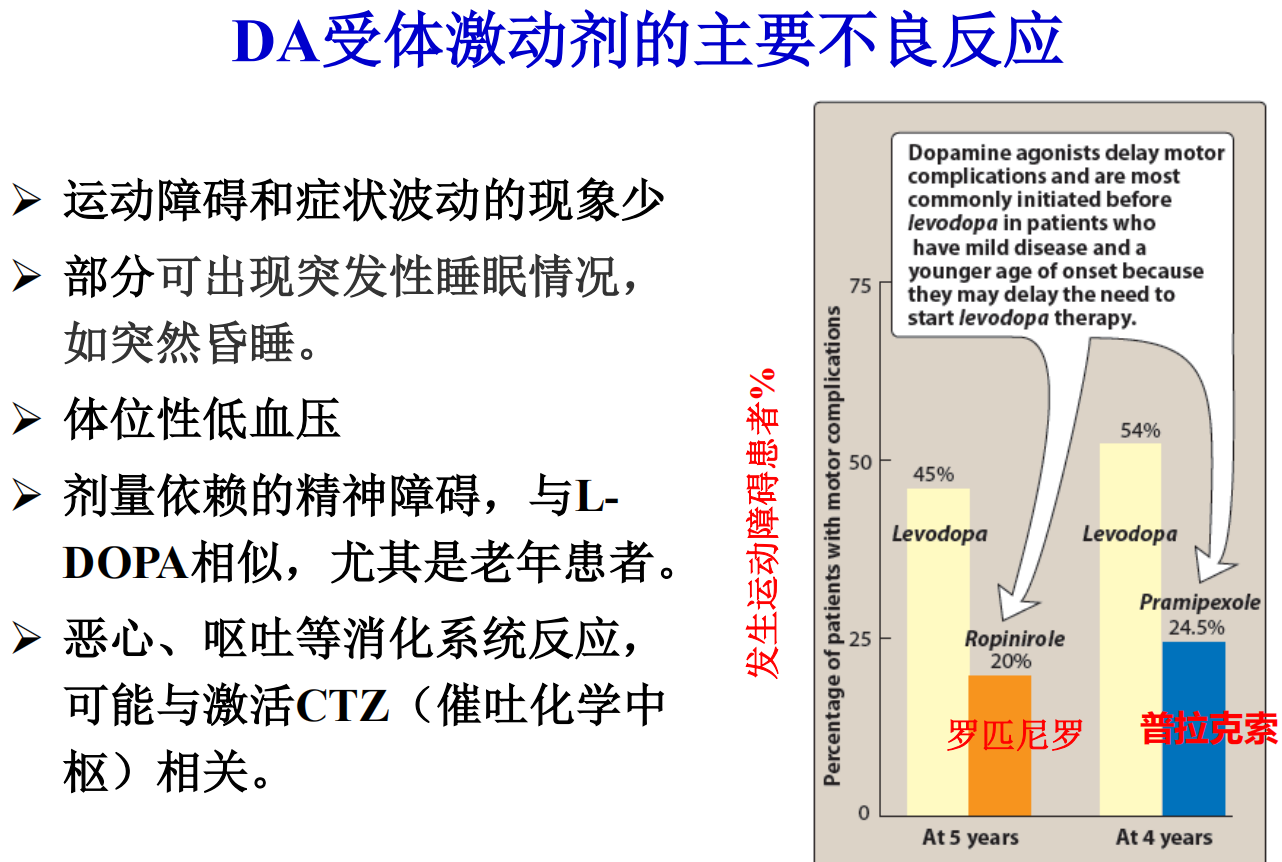 DA受体激动剂的主要不良反应
➢ 运动障碍和症状波动的现象少
➢ 部分可出现突发性睡眠情况，
如突然昏睡。
➢ 体位性低血压
➢ 剂量依赖的精神障碍，与L-
DOPA相似，尤其是老年患者。
➢ 恶心、呕吐等消化系统反应，
可能与激活CTZ（催吐化学中
枢）相关。
发生运动障碍患者%
Percentage of patients with motor complications
Dopamine agonists delay motor
complications and are most
commonly initiated before
levodopa in patients who
have mild disease and a
younger age of onset because
they may delay the need to
start levodopa therapy.
75
50
25
0
45%
Levodopa
Ropinirole
20%
罗匹尼罗
54%
Levodopa
Pramipexole
24.5%
普拉克索
At 5 years
At 4 years